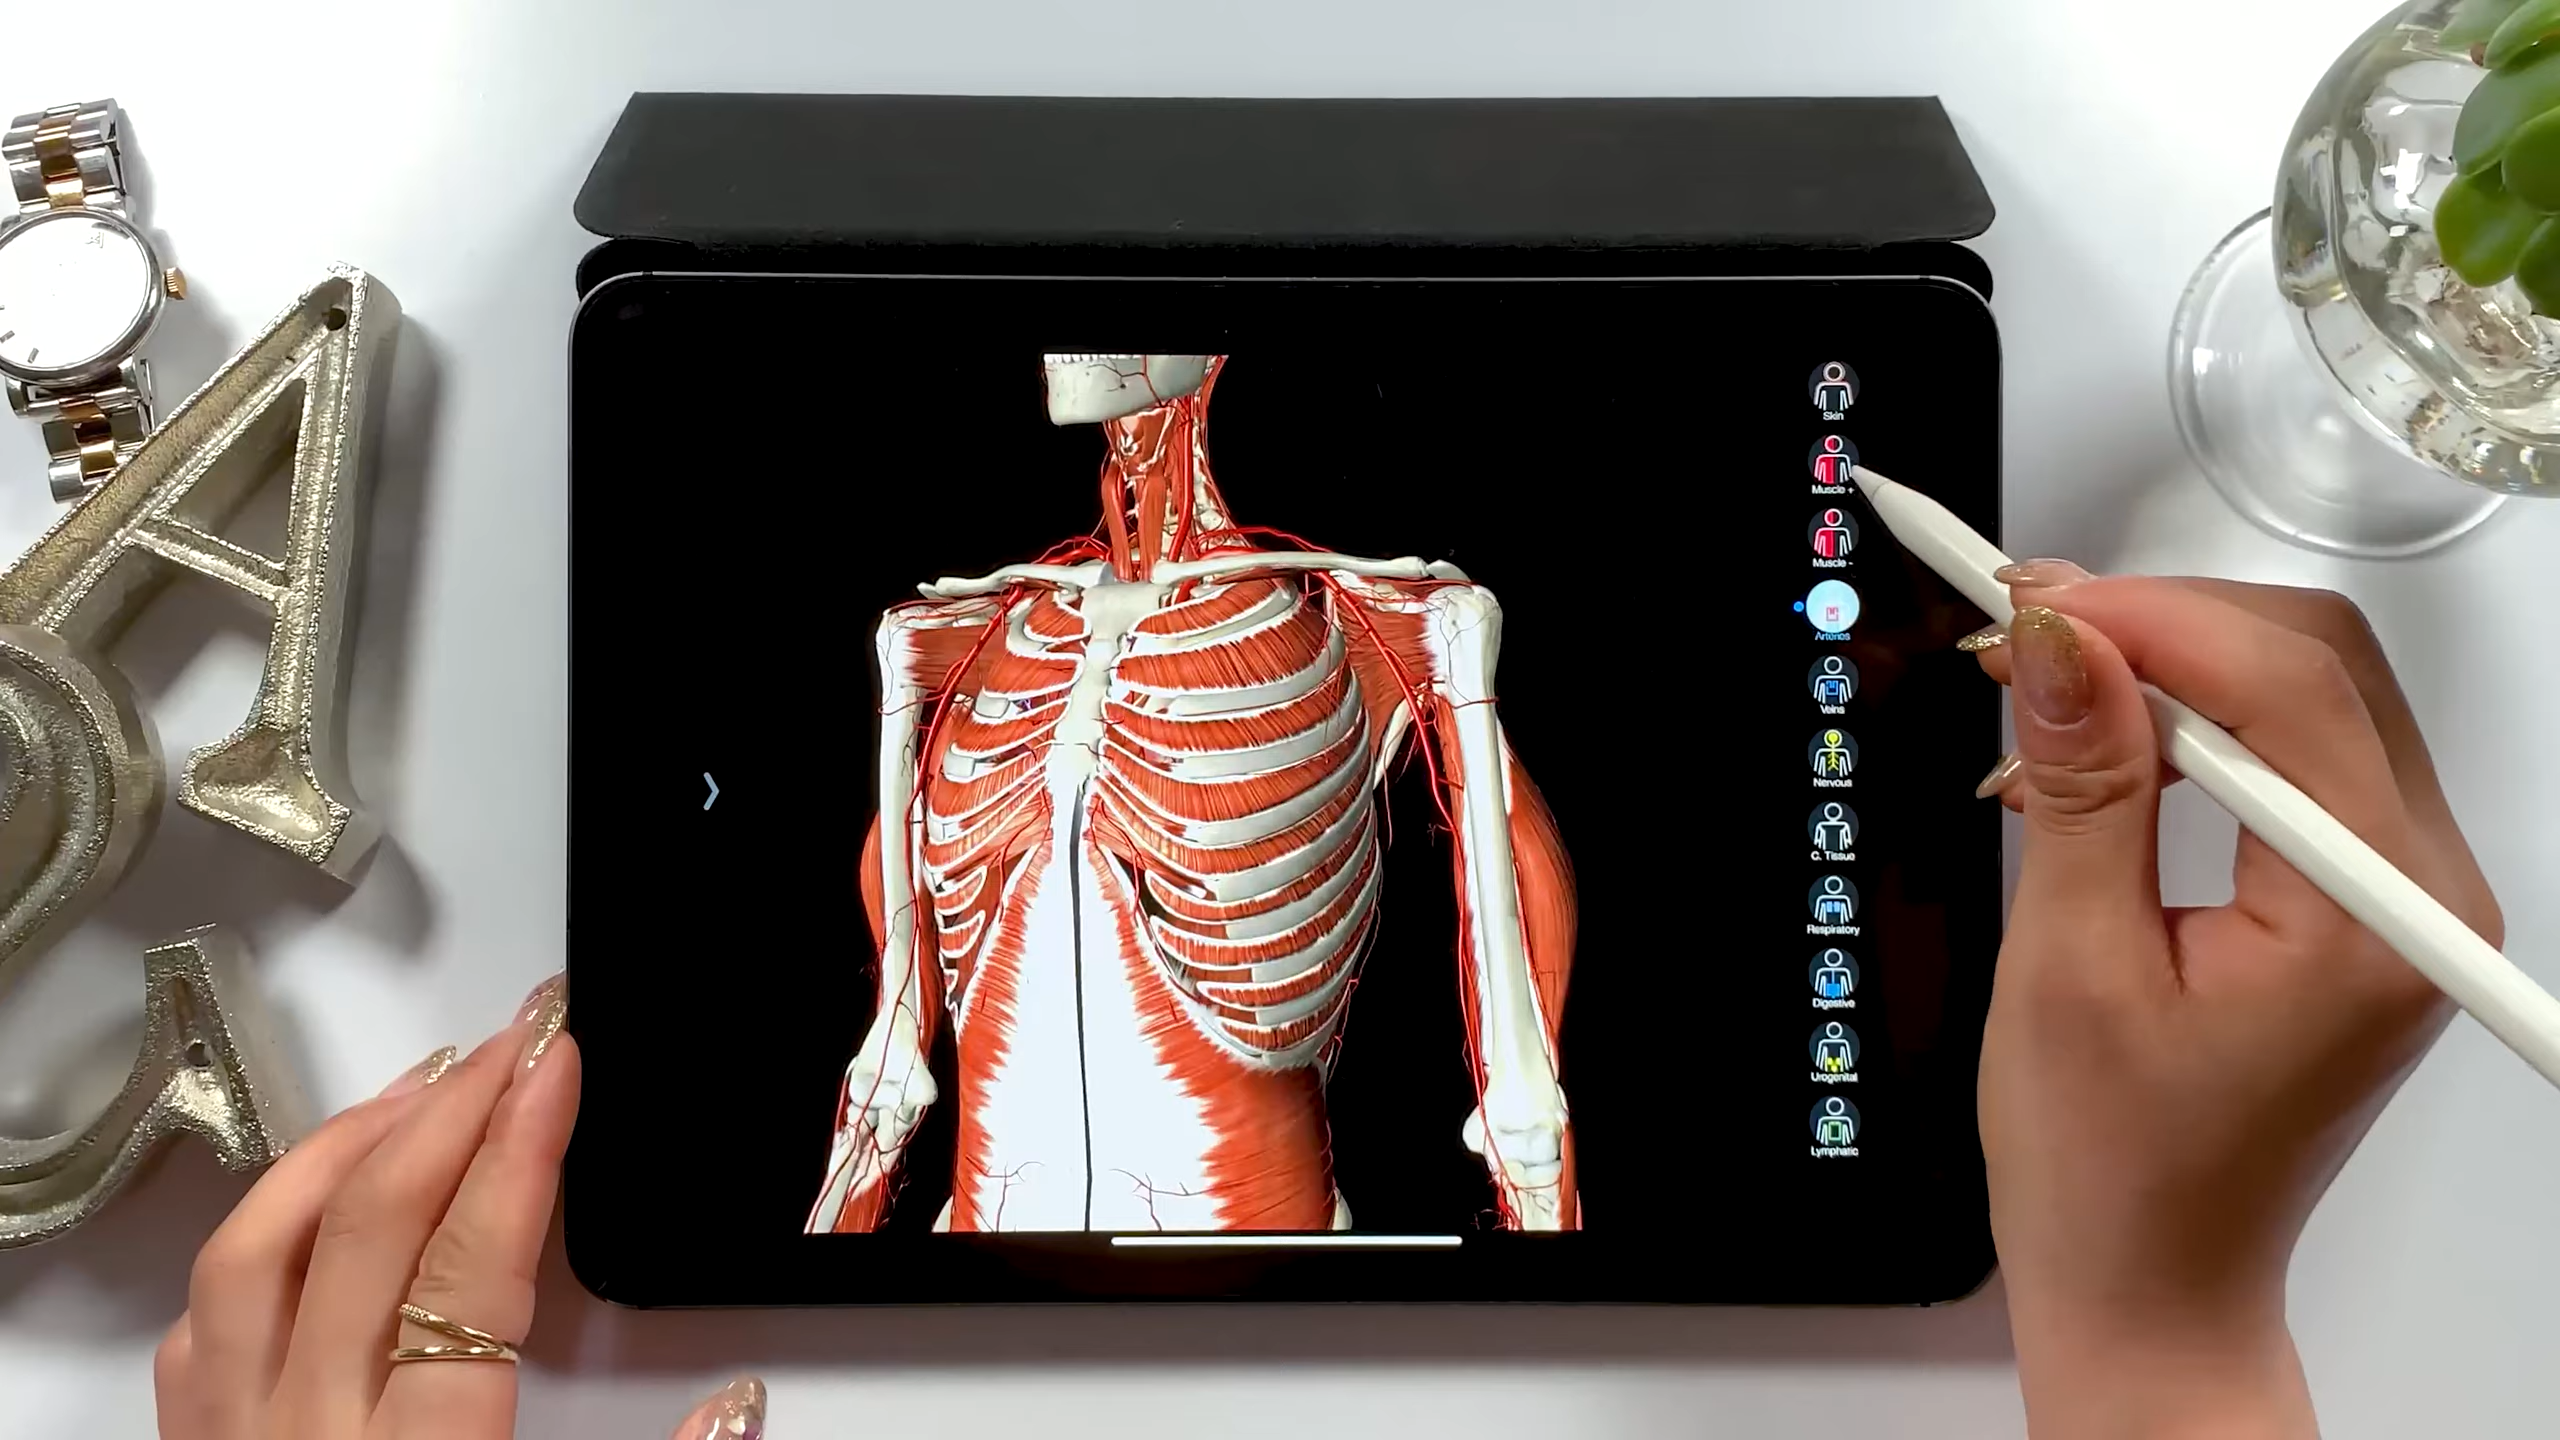 Skin
Muscle +
Muscle -
Arteries
Veins
Nervous
C. Tissue
Respiratory
Digestive
Urogenital
Lymphatic